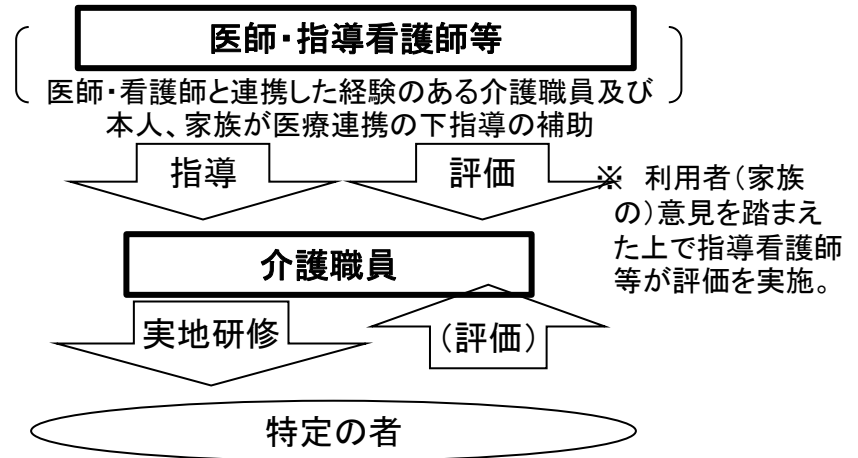 医師・指導看護師等
医師・看護師と連携した経験のある介護職員及び
本人、家族が医療連携の下指導の補助
指導
評価
※　利用者(家族
の)意見を踏まえ
た上で指導看護師
等が評価を実施。
介護職員
実地研修
(評価)
特定の者